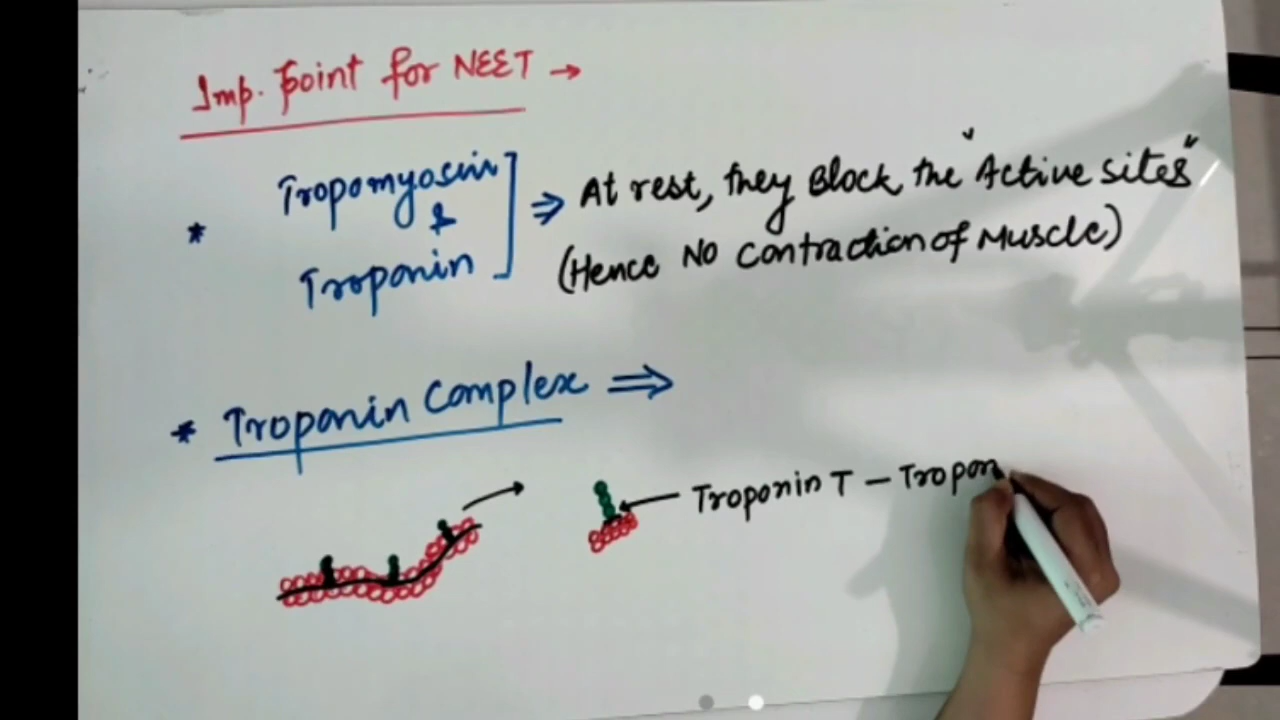 Imp. Point for NEET →
* Tropomyosin & Troponin ⇒ At rest, they Block the "Active sites"
(Hence No contraction of Muscle)
* Troponin Complex ⇒
Troponin T – Tropon